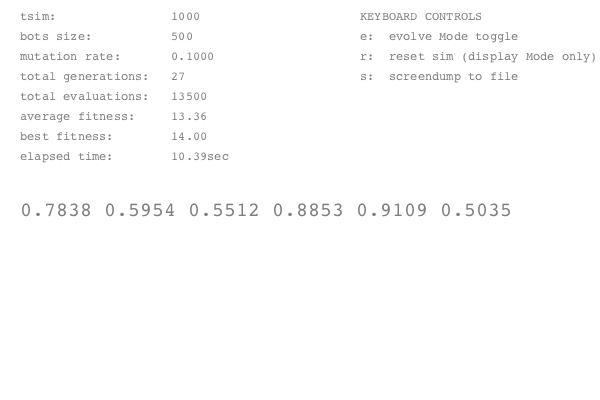 tsim: 1000
bots size: 500
mutation rate: 0.1000
total generations: 27
total evaluations: 13500
average fitness: 13.36
best fitness: 14.00
elapsed time: 10.39sec
KEYBOARD CONTROLS
e: evolve Mode toggle
r: reset sim (display Mode only)
s: screendump to file
0.7838 0.5954 0.5512 0.8853 0.9109 0.5035